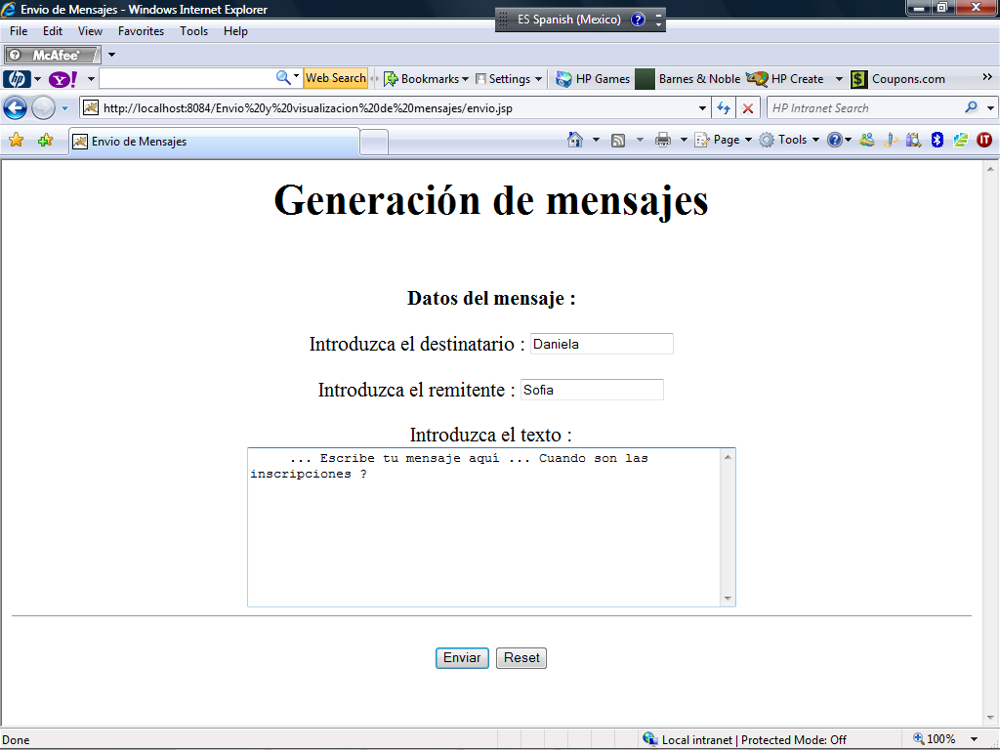 Envio de Mensajes - Windows Internet Explorer
ES Spanish (Mexico) ?
File Edit View Favorites Tools Help
McAfee
hp Y! Web Search Bookmarks Settings HP Games Barnes & Noble HP Create $ Coupons.com »
http://localhost:8084/Envio%20y%20visualizacion%20de%20mensajes/envio.jsp HP Intranet Search
Envio de Mensajes Page Tools
Generación de mensajes
Datos del mensaje :
Introduzca el destinatario : Daniela
Introduzca el remitente : Sofia
Introduzca el texto :
... Escribe tu mensaje aquí ... Cuando son las
inscripciones ?
Enviar Reset
Done Local intranet | Protected Mode: Off 100%